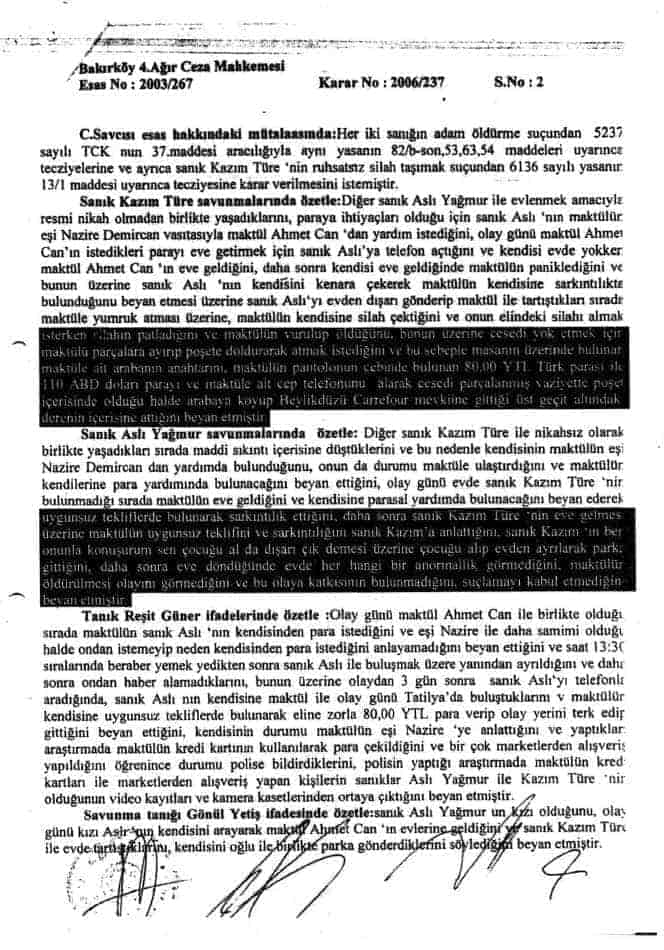 Bakırköy 4.Ağır Ceza Mahkemesi
Esas No : 2003/267 Karar No : 2006/237 S.No : 2
C.Savcısı esas hakkındaki mütalaasında:Her iki sanığın adam öldürme suçundan 5237
sayılı TCK nun 37.maddesi aracılığıyla aynı yasanın 82/b-son,53,63,54 maddeleri uyarınca
tecziyelerine ve ayrıca sanık Kazım Türe ‘nin ruhsatsız silah taşımak suçundan 6136 sayılı yasanır
13/1 maddesi uyarınca tecziyesine karar verilmesini istemiştir.
Sanık Kazım Türe savunmalarında özetle:Diğer sanık Aslı Yağmur ile evlenmek amacıyla
resmi nikah olmadan birlikte yaşadıklarını, paraya ihtiyaçları olduğu için sanık Aslı ‘nın maktülür
eşi Nazire Demircan vasıtasıyla maktül Ahmet Can ‘dan yardım istediğini, olay günü maktül Ahmet
Can’ın istedikleri parayı eve getirmek için sanık Aslı’ya telefon açtığını ve kendisi evde yokken
maktül Ahmet Can ‘ın eve geldiğini, daha sonra kendisi eve geldiğinde maktülün paniklediğini ve
bunun üzerine sanık Aslı ‘nın kendisini kenara çekerek maktülün kendisine sarkıntılıkte
bulunduğunu beyan etmesi üzerine sanık Aslı’yı evden dışarı gönderip maktül ile tartıştıkları sırada
maktüle yumruk atması üzerine, maktülün kendisine silah çektiğini ve onun elindeki silahı almak
isterken silahın patladığını ve maktülün vurulup öldüğünü, bunun üzerine cesedi yok etmek içir
maktülü parçalara ayırıp poşete doldurarak atmak istediğini ve bu sebeple masanın üzerinde bulunar
maktüle ait arabanın anahtarını, maktülün pantolonun cebinde bulunan 80,00 YTL Türk parası ile
110 ABD doları parayı ve maktüle ait cep telefonunu alarak cesedi parçalanmış vaziyette poşet
içerisinde olduğu halde arabaya koyup Beylikdüzü Carrefour mevkiine gittiği üst geçit altındaki
derenin içerisine attığını beyan etmiştir.
Sanık Aslı Yağmur savunmalarında özetle: Diğer sanık Kazım Türe ile nikahsız olarak
birlikte yaşadıkları sırada maddi sıkıntı içerisine düştüklerini ve bu nedenle kendisinin maktülün eşi
Nazire Demircan dan yardımda bulunduğunu, onun da durumu maktüle ulaştırdığını ve maktülür
kendilerine para yardımında bulunacağını beyan ettiğini, olay günü evde sanık Kazım Türe ‘nir
bulunmadığı sırada maktülün eve geldiğini ve kendisine parasal yardımda bulunacağını beyan ederek
uygunsuz tekliflerde bulunarak sarkıntılık ettiğini, daha sonra sanık Kazım Türe ‘nin eve gelmesi
üzerine maktülün uygunsuz teklifini ve sarkıntılığını sanık Kazım’a anlattığını, sanık Kazım ‘ın ber
onunla konuşurum sen çocuğu al da dışarı çık demesi üzerine çocuğu alıp evden ayrılarak parka
gittiğini, daha sonra eve döndüğünde evde her hangi bir anormallik görmediğini, maktülür
öldürülmesi olayını görmediğini ve bu olaya katkısının bulunmadığını, suçlamayı kabul etmediğin
beyan etmiştir.
Tanık Reşit Güner ifadelerinde özetle :Olay günü maktül Ahmet Can ile birlikte olduğu
sırada maktülün sanık Aslı ‘nın kendisinden para istediğini ve eşi Nazire ile daha samimi olduğu
halde ondan istemeyip neden kendisinden para istediğini anlayamadığını beyan ettiğini ve saat 13:30
sıralarında beraber yemek yedikten sonra sanık Aslı ile buluşmak üzere yanından ayrıldığını ve daha
sonra ondan haber alamadıklarını, bunun üzerine olaydan 3 gün sonra sanık Aslı’yı telefonla
aradığında, sanık Aslı nın kendisine maktül ile olay günü Tatilya’da buluştuklarını v maktülür
kendisine uygunsuz tekliflerde bulunarak eline zorla 80,00 YTL para verip olay yerini terk edip
gittiğini beyan ettiğini, kendisinin durumu maktülün eşi Nazire ‘ye anlattığını ve yaptıkları
araştırmada maktülün kredi kartının kullanılarak para çekildiğini ve bir çok marketlerden alışveriş
yapıldığını öğrenince durumu polise bildirdiklerini, polisin yaptığı araştırmada maktülün kredi
kartları ile marketlerden alışveriş yapan kişilerin sanıklar Aslı Yağmur ile Kazım Türe ‘nir
olduğunun video kayıtları ve kamera kasetlerinden ortaya çıktığını beyan etmiştir.
Savunma tanığı Gönül Yetiş ifadesinde özetle:sanık Aslı Yağmur un kızı olduğunu, olay
günü kızı Aslı ‘nın kendisini arayarak maktül Ahmet Can ‘ın evlerine geldiğini ve sanık Kazım Türe
ile evde tartıştıklarını, kendisini oğlu ile birlikte parka gönderdiklerini söylediğini beyan etmiştir.